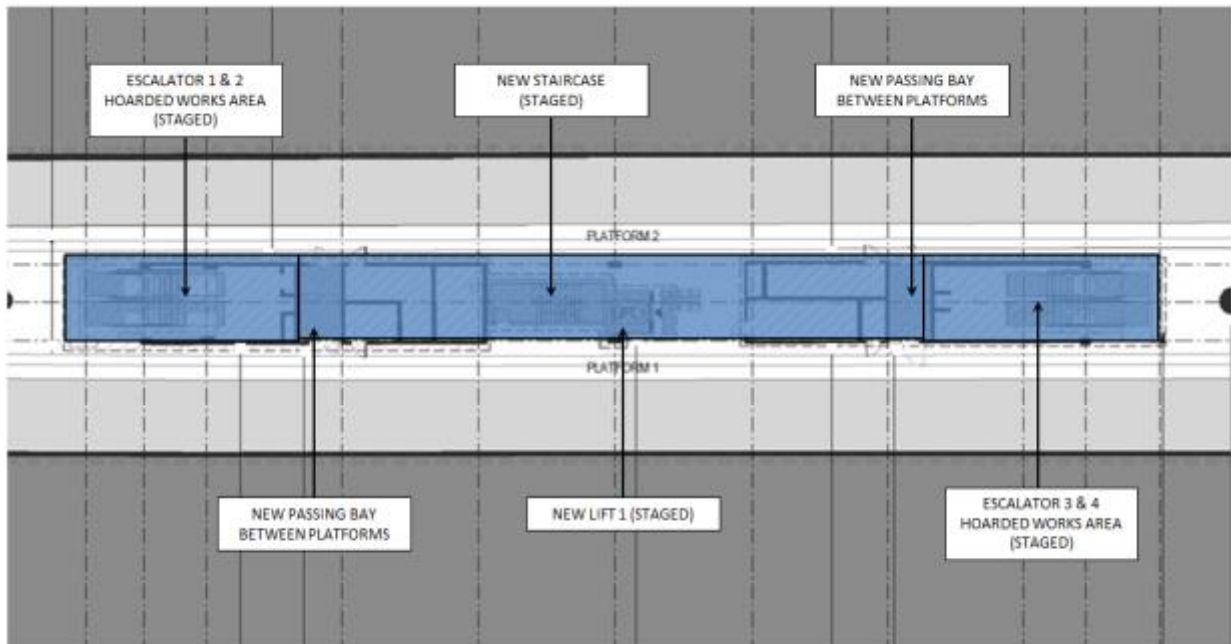 ESCALATOR 1 & 2
HOARDED WORKS AREA
(STAGED)
NEW STAIRCASE
(STAGED)
NEW PASSING BAY
BETWEEN PLATFORMS
PLATFORM 2
PLATFORM 1
NEW PASSING BAY
BETWEEN PLATFORMS
NEW LIFT 1 (STAGED)
ESCALATOR 3 & 4
HOARDED WORKS AREA
(STAGED)